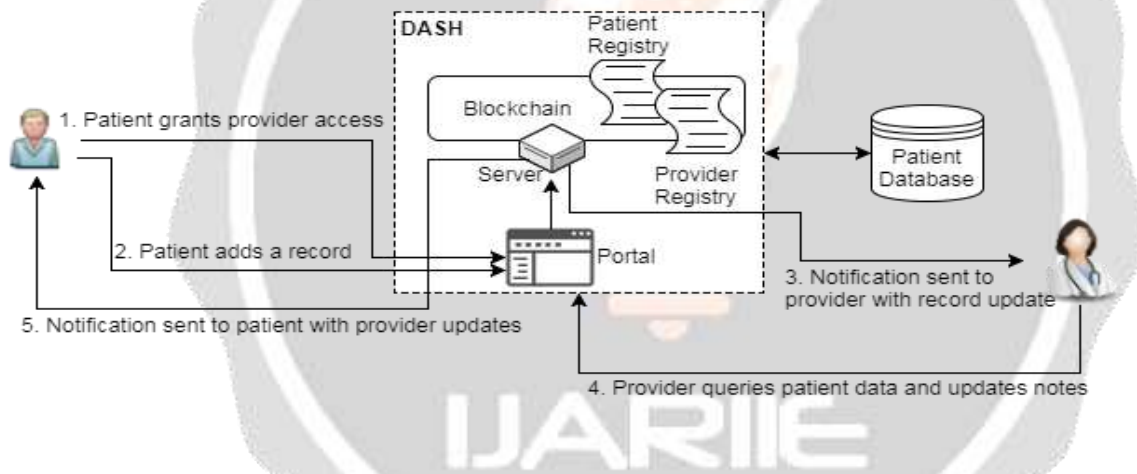 DASH
Patient
Registry
Blockchain
1. Patient grants provider access
Server
Provider
Registry
Patient
Database
2. Patient adds a record
Portal
3. Notification sent to
provider with record update
5. Notification sent to patient with provider updates
4. Provider queries patient data and updates notes
IJARIIE